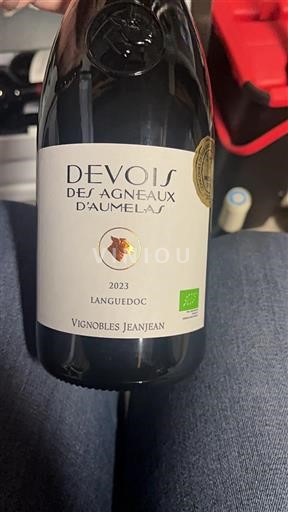 DEVOIS
DES AGNEAUX
D'AUMELAS
VINIOU
2023
LANGUEDOC
VIGNOBLES JEANJEAN